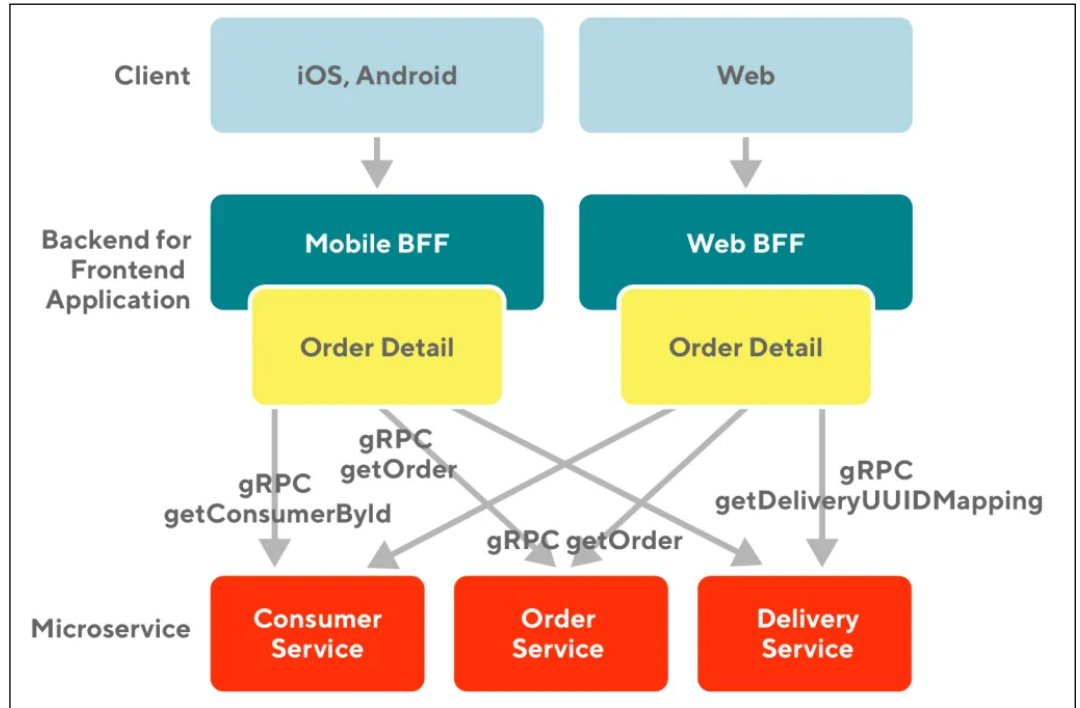 Client
iOS, Android
Web
Backend for
Frontend
Application
Mobile BFF
Web BFF
Order Detail
Order Detail
gRPC
getOrder
gRPC
getConsumerById
gRPC
getDeliveryUUIDMapping
gRPC getOrder
Microservice
Consumer
Service
Order
Service
Delivery
Service